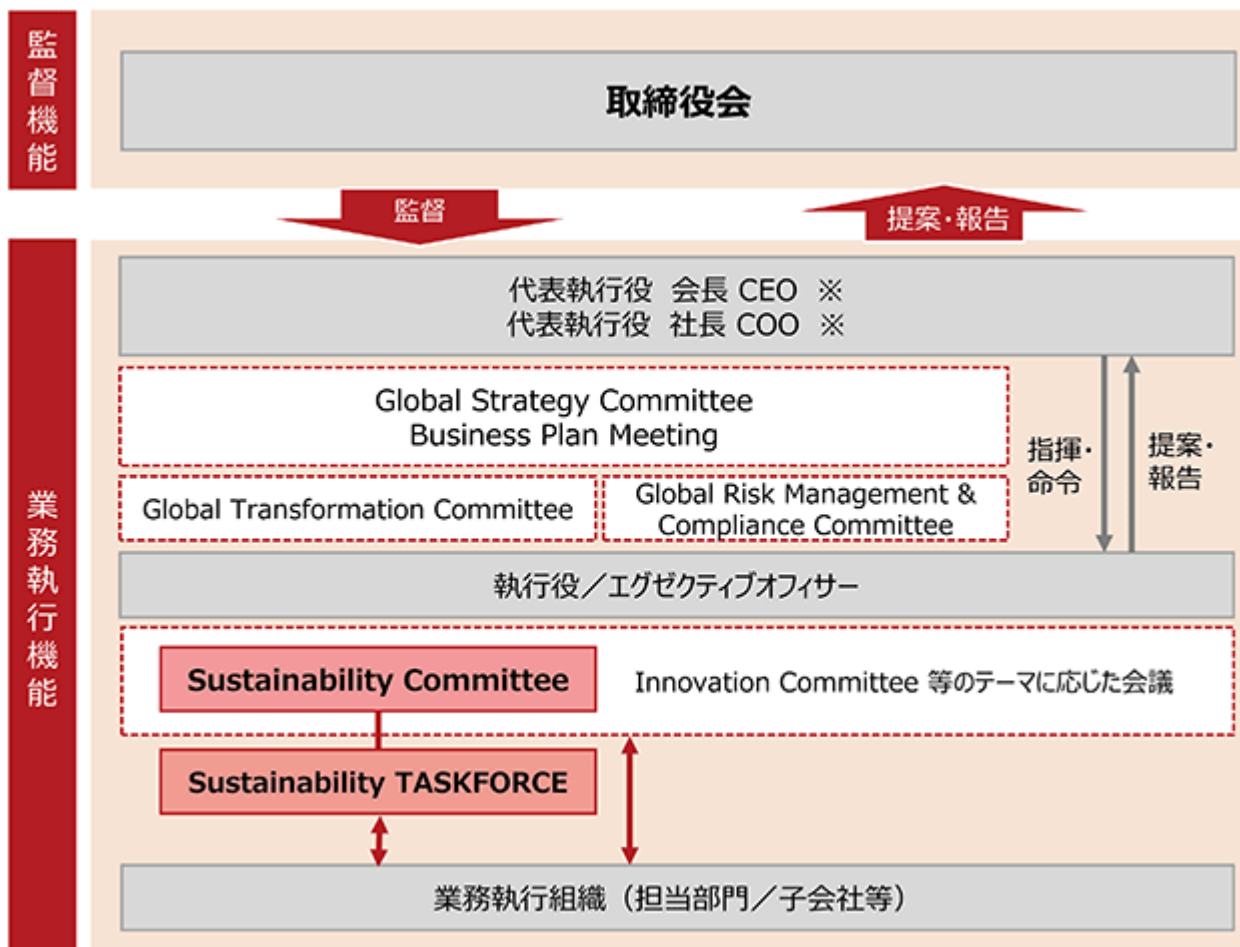 監督機能
取締役会
監督
提案・報告
業務執行機能
代表執行役 会長 CEO ※
代表執行役 社長 COO ※
Global Strategy Committee
Business Plan Meeting
Global Transformation Committee
Global Risk Management &
Compliance Committee
指揮・
命令
提案・
報告
執行役／エグゼクティブオフィサー
Sustainability Committee
Innovation Committee 等のテーマに応じた会議
Sustainability TASKFORCE
業務執行組織（担当部門／子会社等）